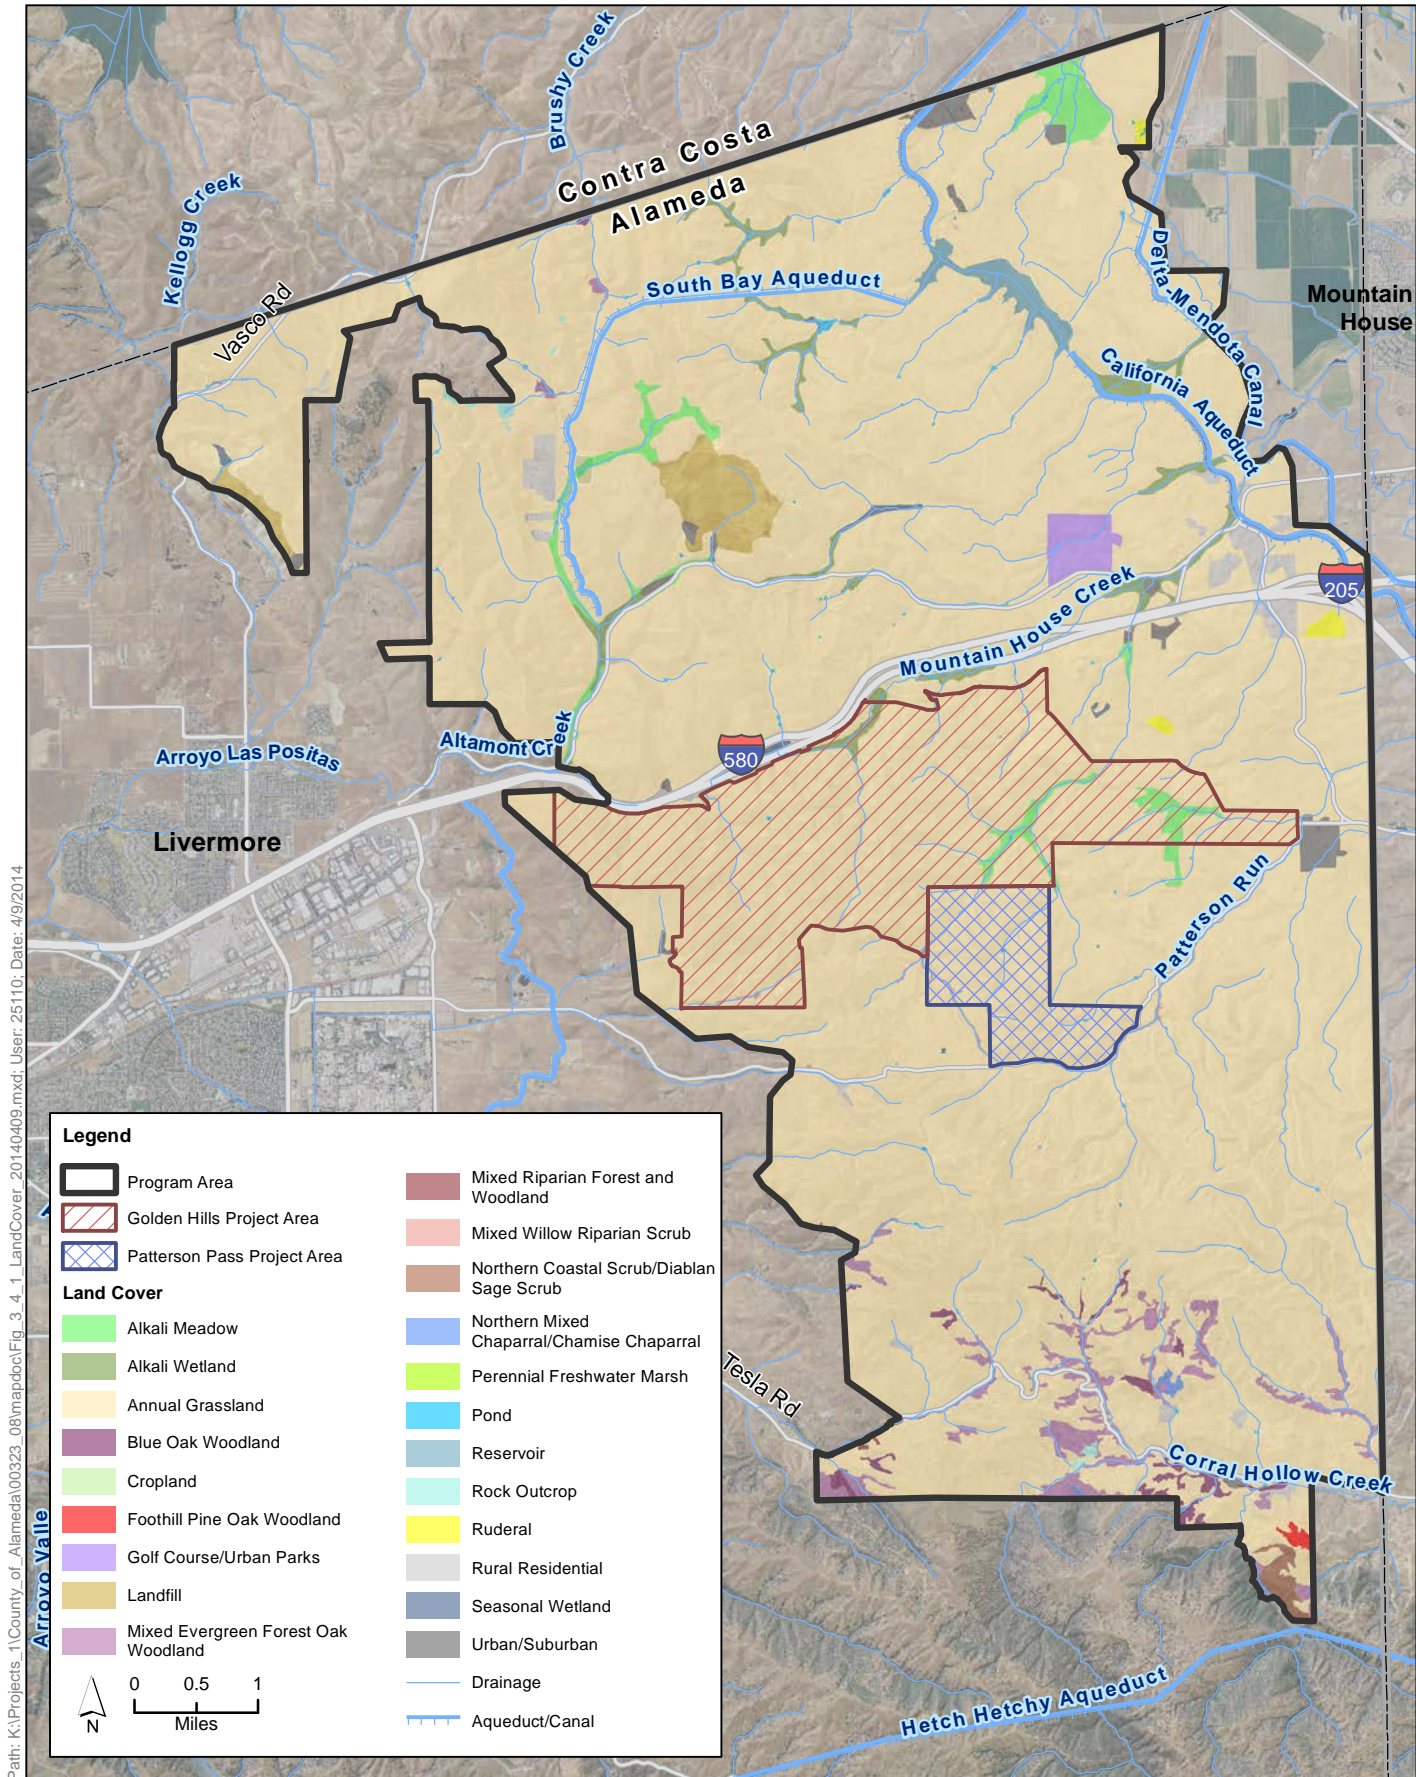 Brushy Creek
Contra Costa
Alameda
Kellogg Creek
Vasco Rd
South Bay Aqueduct
Delta-Mendota Canal
Mountain
House
California Aqueduct
Mountain House Creek
205
Altamont Creek
Arroyo Las Positas
580
Livermore
Patterson Run
Tesla Rd
Corral Hollow Creek
Hetch Hetchy Aqueduct
Arroyo Valle
Path: K:\Projects_1\County_of_Alameda\00323_08\mapdoc\Fig_3_4_1_LandCover_20140409.mxd; User: 25110; Date: 4/9/2014
Legend
Program Area
Golden Hills Project Area
Patterson Pass Project Area
Land Cover
Alkali Meadow
Alkali Wetland
Annual Grassland
Blue Oak Woodland
Cropland
Foothill Pine Oak Woodland
Golf Course/Urban Parks
Landfill
Mixed Evergreen Forest Oak
Woodland
Mixed Riparian Forest and
Woodland
Mixed Willow Riparian Scrub
Northern Coastal Scrub/Diablan
Sage Scrub
Northern Mixed
Chaparral/Chamise Chaparral
Perennial Freshwater Marsh
Pond
Reservoir
Rock Outcrop
Ruderal
Rural Residential
Seasonal Wetland
Urban/Suburban
Drainage
Aqueduct/Canal
N
0 0.5 1
Miles